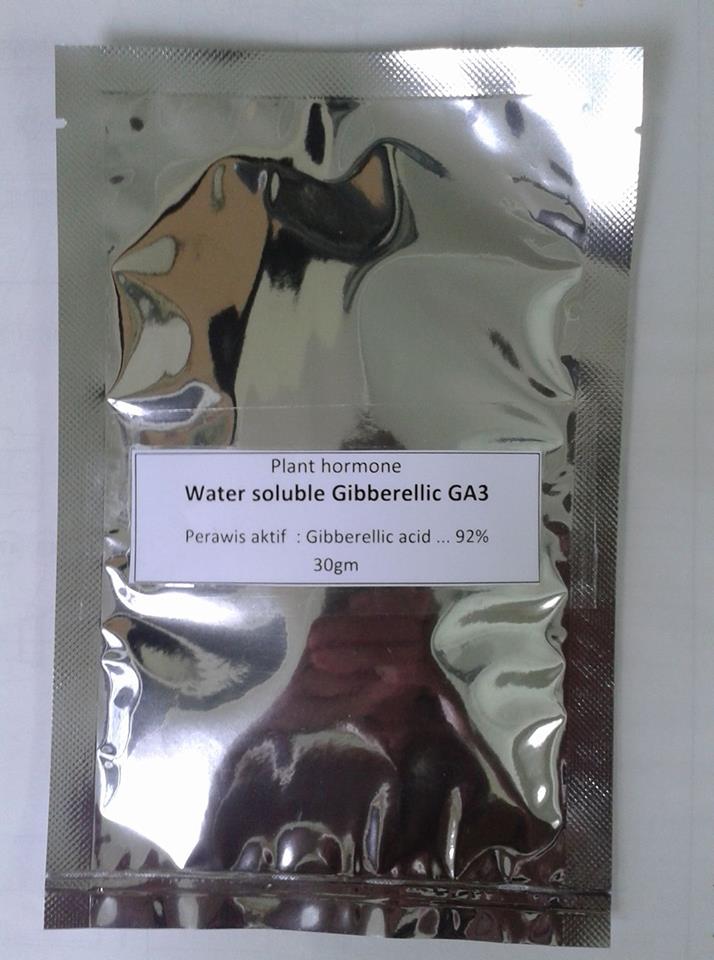 Plant hormone
Water soluble Gibberellic GA3
Perawis aktif : Gibberellic acid ... 92%
30gm